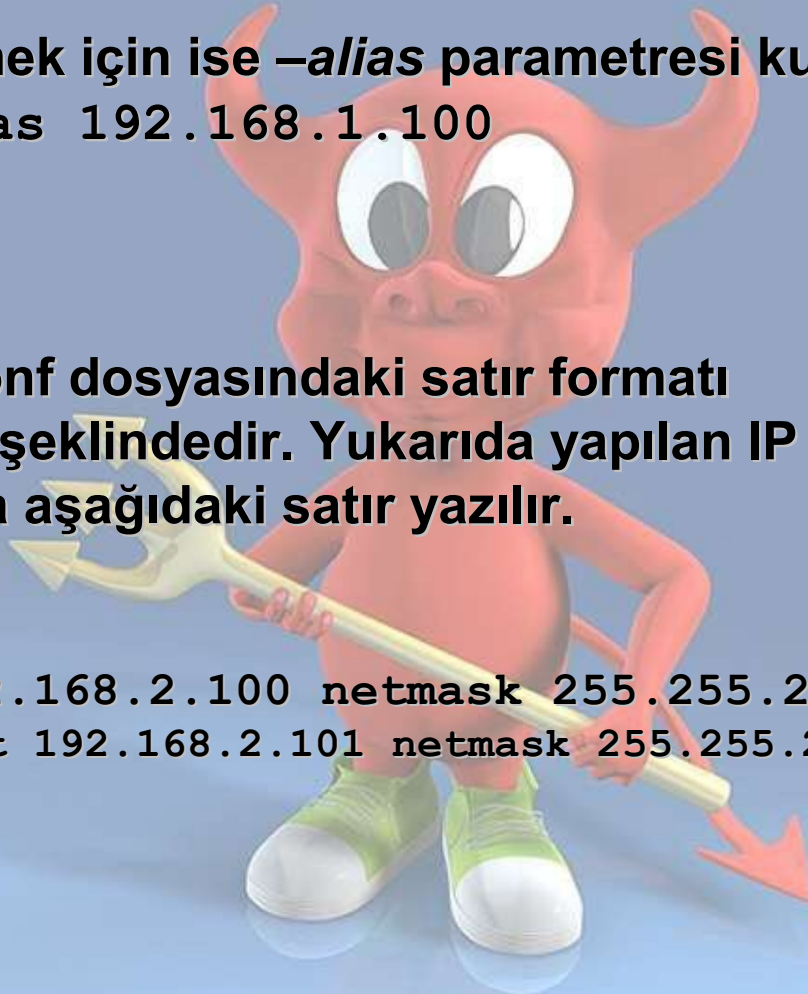 mek için ise –alias parametresi ku
as 192.168.1.100
onf dosyasındaki satır formatı
şeklindedir. Yukarıda yapılan IP
aşağıdaki satır yazılır.
.168.2.100 netmask 255.255.2
t 192.168.2.101 netmask 255.255.2